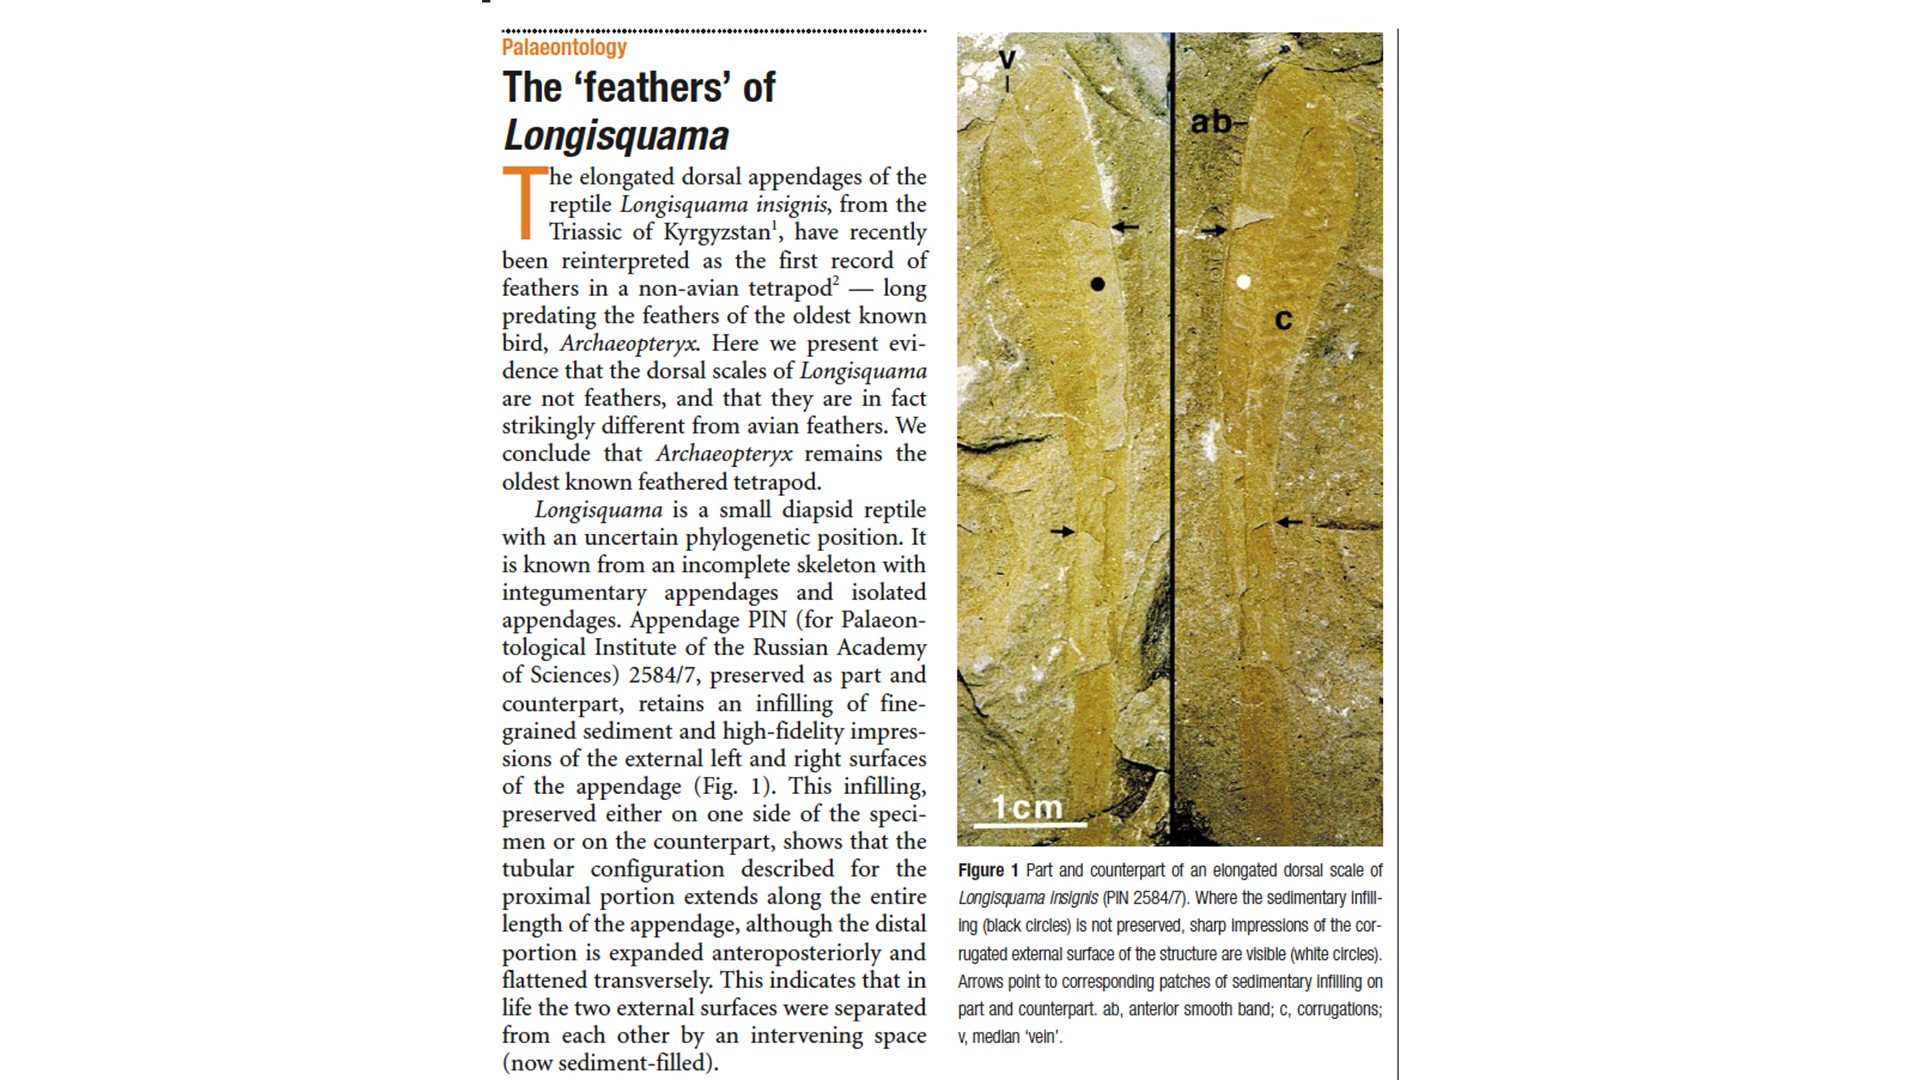 Palaeontology
The ‘feathers’ of
Longisquama
The elongated dorsal appendages of the
reptile Longisquama insignis, from the
Triassic of Kyrgyzstan1, have recently
been reinterpreted as the first record of
feathers in a non-avian tetrapod2 — long
predating the feathers of the oldest known
bird, Archaeopteryx. Here we present evi-
dence that the dorsal scales of Longisquama
are not feathers, and that they are in fact
strikingly different from avian feathers. We
conclude that Archaeopteryx remains the
oldest known feathered tetrapod.
Longisquama is a small diapsid reptile
with an uncertain phylogenetic position. It
is known from an incomplete skeleton with
integumentary appendages and isolated
appendages. Appendage PIN (for Palaeon-
tological Institute of the Russian Academy
of Sciences) 2584/7, preserved as part and
counterpart, retains an infilling of fine-
grained sediment and high-fidelity impres-
sions of the external left and right surfaces
of the appendage (Fig. 1). This infilling,
preserved either on one side of the speci-
men or on the counterpart, shows that the
tubular configuration described for the
proximal portion extends along the entire
length of the appendage, although the distal
portion is expanded anteroposteriorly and
flattened transversely. This indicates that in
life the two external surfaces were separated
from each other by an intervening space
(now sediment-filled).
v
ab
c
1cm
Figure 1 Part and counterpart of an elongated dorsal scale of
Longisquama insignis (PIN 2584/7). Where the sedimentary infill-
ing (black circles) is not preserved, sharp impressions of the cor-
rugated external surface of the structure are visible (white circles).
Arrows point to corresponding patches of sedimentary infilling on
part and counterpart. ab, anterior smooth band; c, corrugations;
v, median ‘vein’.